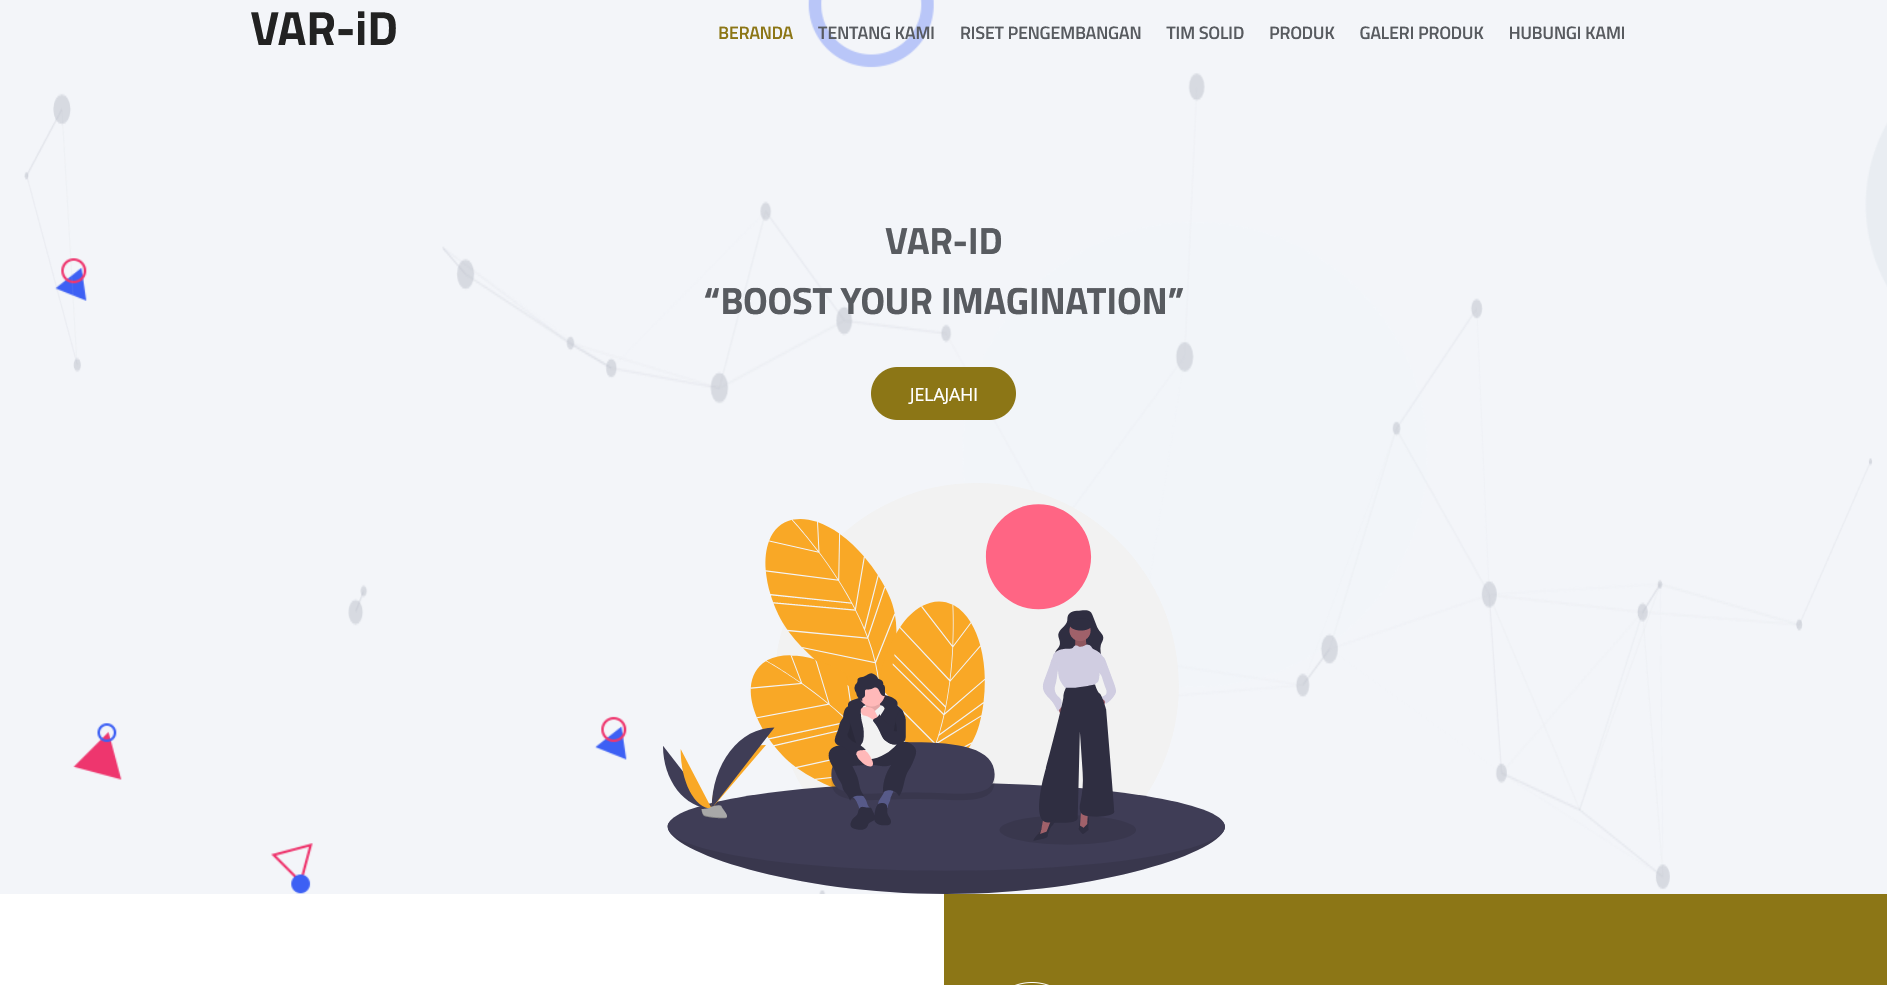 VAR-iD
BERANDA TENTANG KAMI RISET PENGEMBANGAN TIM SOLID PRODUK GALERI PRODUK HUBUNGI KAMI
VAR-ID
“BOOST YOUR IMAGINATION”
JELAJAHI